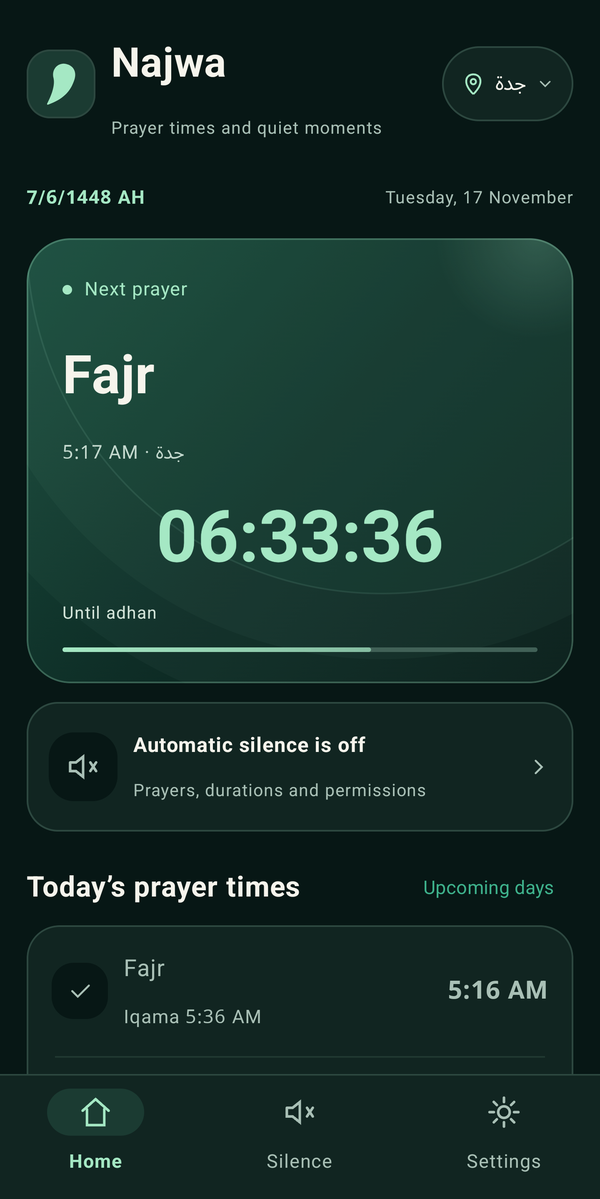 Najwa
Prayer times and quiet moments
جدة
7/6/1448 AH
Tuesday, 17 November
Next prayer
Fajr
5:17 AM · جدة
06:33:36
Until adhan
Automatic silence is off
Prayers, durations and permissions
Today’s prayer times
Upcoming days
Fajr
5:16 AM
Iqama 5:36 AM
Home
Silence
Settings